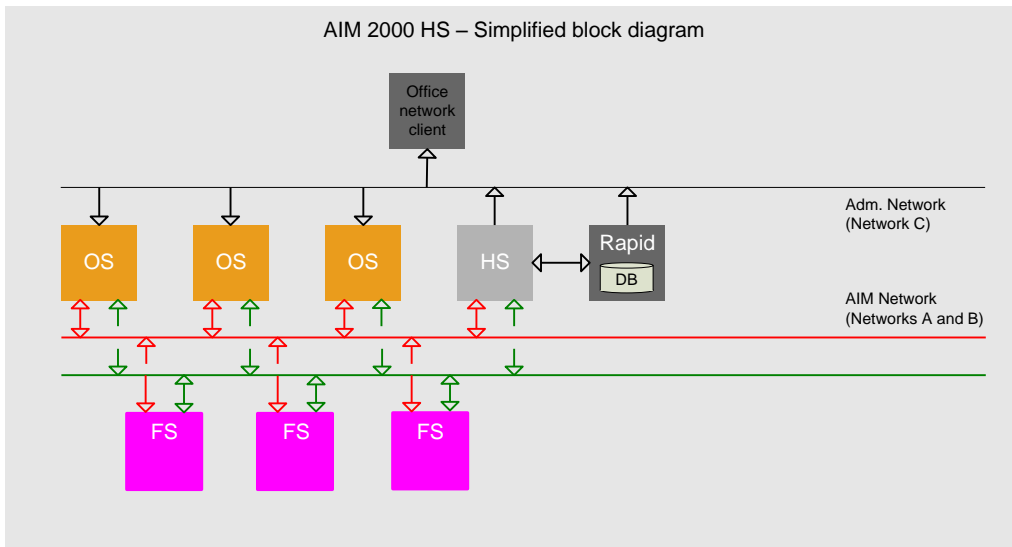 AIM 2000 HS – Simplified block diagram
Office
network
client
Adm. Network
(Network C)
OS
OS
OS
HS
Rapid
DB
AIM Network
(Networks A and B)
FS
FS
FS